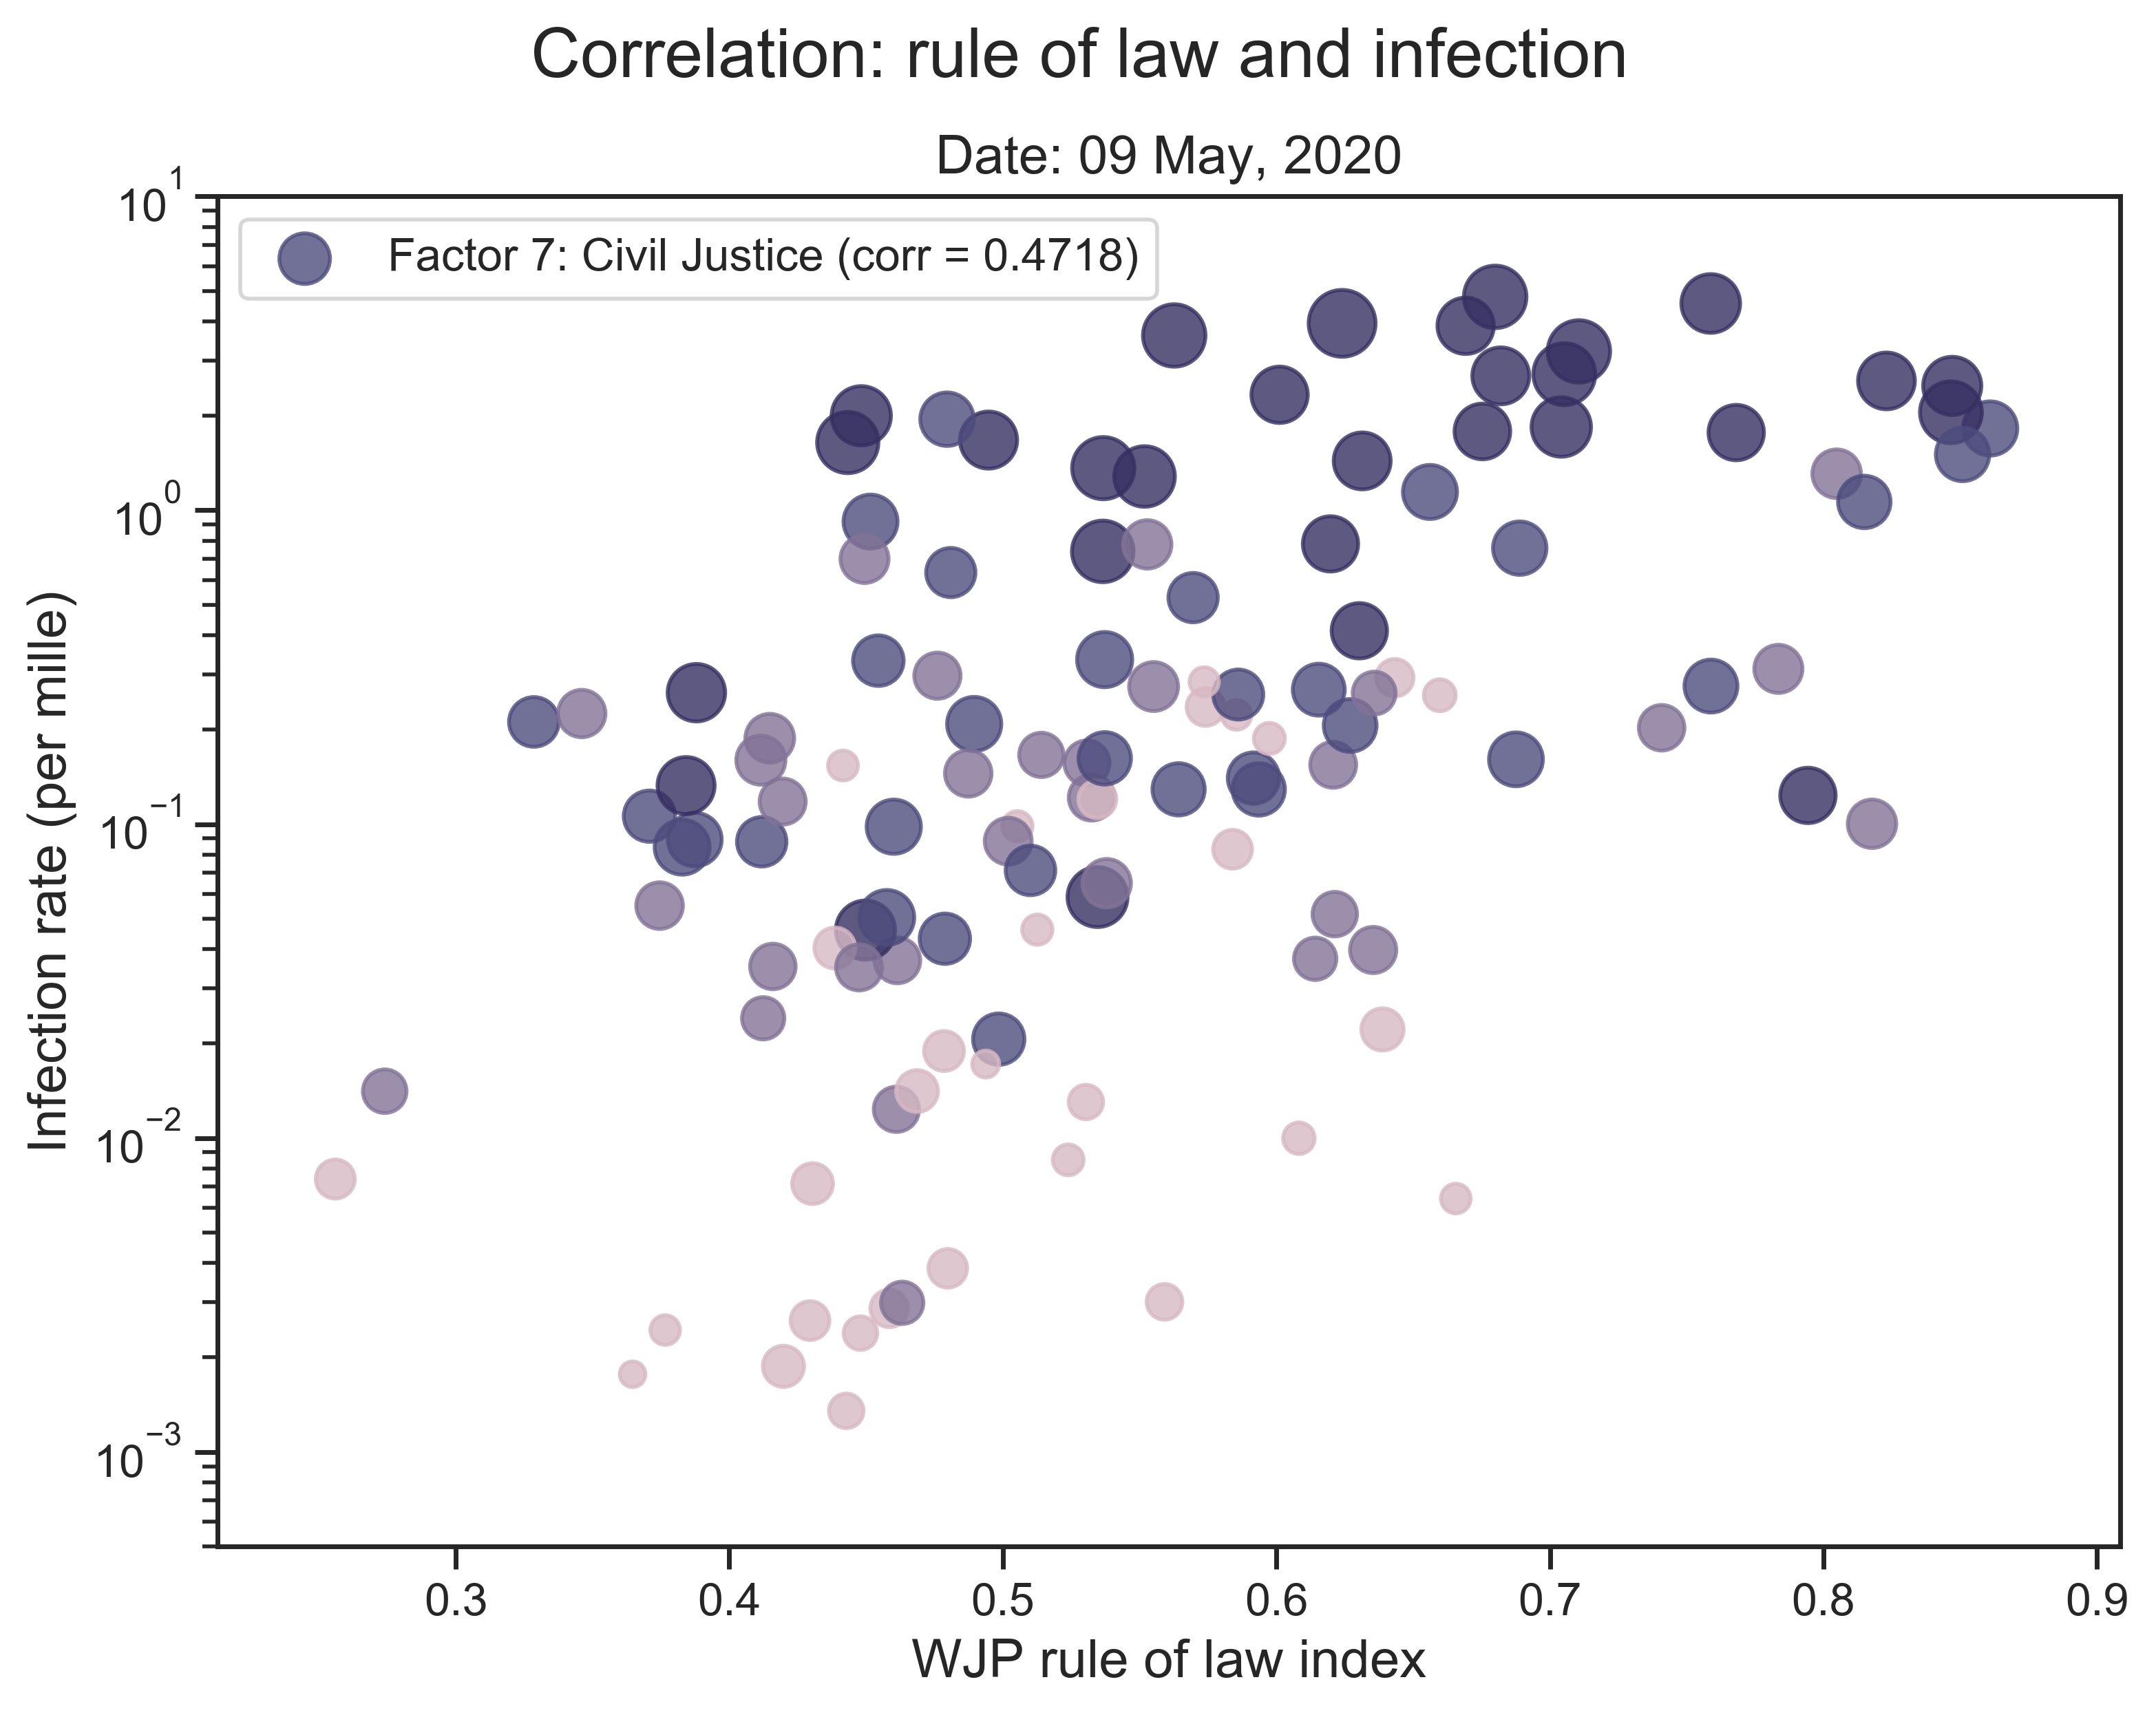 Correlation: rule of law and infection
Date: 09 May, 2020
Factor 7: Civil Justice (corr = 0.4718)
Infection rate (per mille)
10¹
10⁰
10⁻¹
10⁻²
10⁻³
0.3 0.4 0.5 0.6 0.7 0.8 0.9
WJP rule of law index